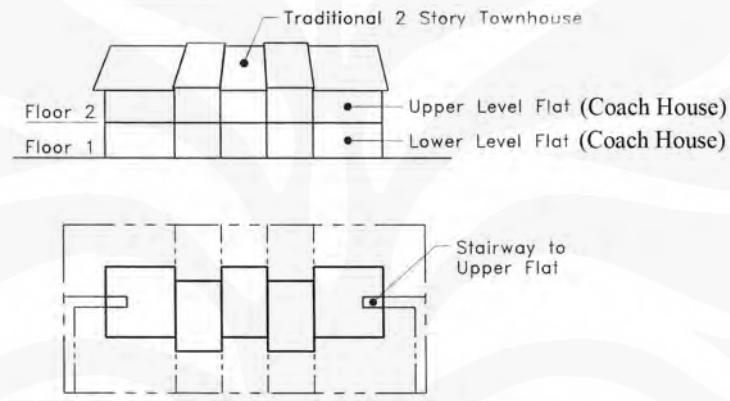 Traditional 2 Story Townhouse
Floor 2
Upper Level Flat (Coach House)
Floor 1
Lower Level Flat (Coach House)
Stairway to
Upper Flat